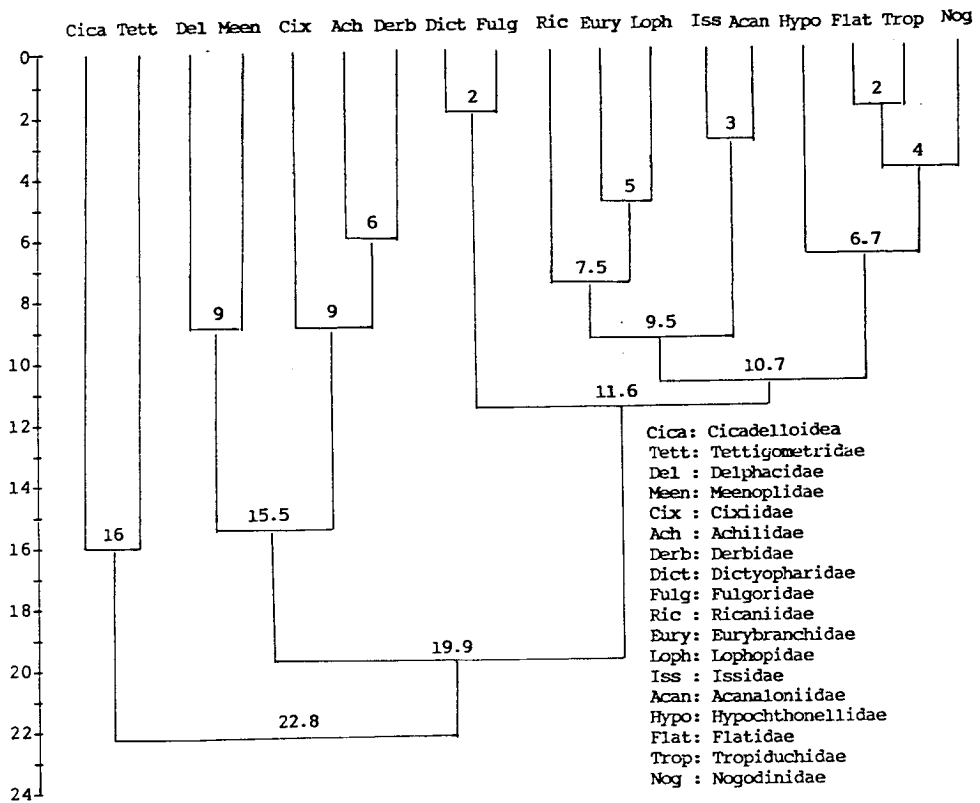 Cica Tett Del Meen Cix Ach Derb Dict Fulg Ric Eury Loph Iss Acan Hypo Flat Trop Nog
0
2
4
6
8
10
12
14
16
18
20
22
24
2
2
3
4
5
6
6.7
7.5
9
9
9.5
10.7
11.6
15.5
16
19.9
22.8
Cica: Cicadelloidea
Tett: Tettigometridae
Del : Delphacidae
Meen: Meenoplidae
Cix : Cixiidae
Ach : Achilidae
Derb: Derbidae
Dict: Dictyopharidae
Fulg: Fulgoridae
Ric : Ricaniidae
Eury: Eurybranchidae
Loph: Lophopidae
Iss : Issidae
Acan: Acanaloniidae
Hypo: Hypochthonellidae
Flat: Flatidae
Trop: Tropiduchidae
Nog : Nogodinidae